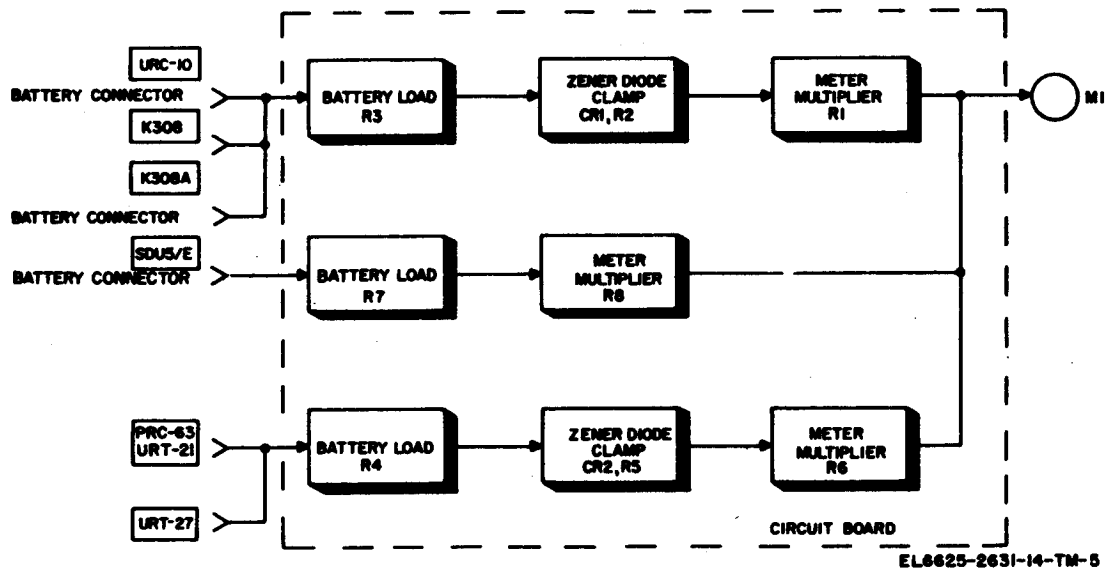 URC-10
BATTERY CONNECTOR
K308
K308A
BATTERY CONNECTOR
SDU5/E
BATTERY CONNECTOR
PRC-63
URT-21
URT-27
BATTERY LOAD
R3
ZENER DIODE
CLAMP
CR1, R2
METER
MULTIPLIER
R1
M1
BATTERY LOAD
R7
METER
MULTIPLIER
R8
BATTERY LOAD
R4
ZENER DIODE
CLAMP
CR2, R5
METER
MULTIPLIER
R6
CIRCUIT BOARD
EL6625-2631-14-TM-5